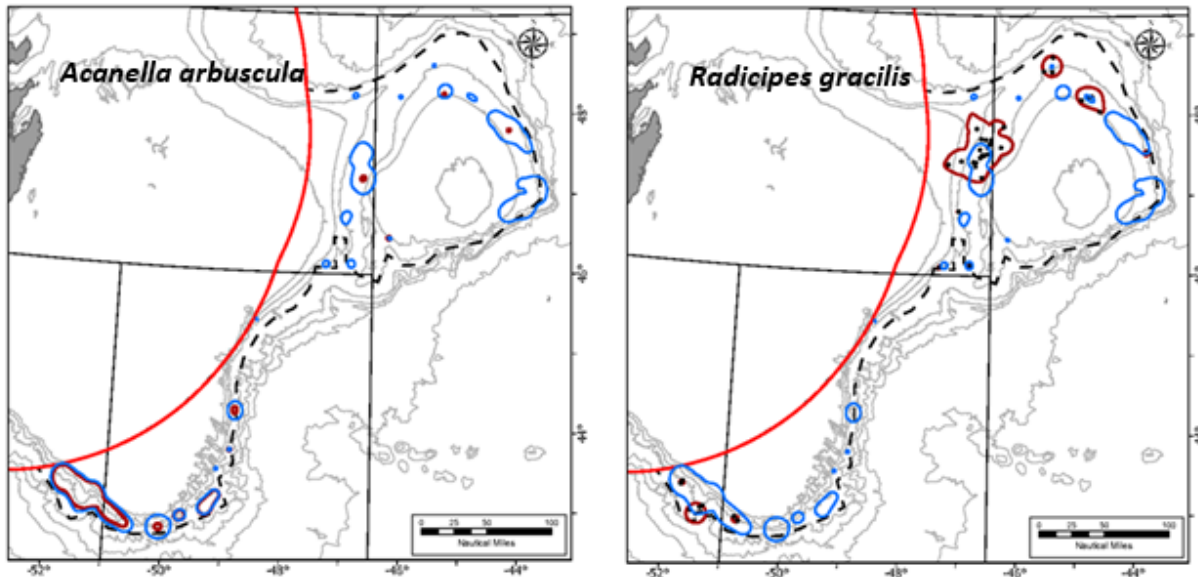 Acanella arbuscula
44°
0 25 50 100
Nautical Miles
-52° -50° -48° -46° -44°
Radicipes gracilis
0 25 50 100
Nautical Miles
-52° -50° -48° -44°